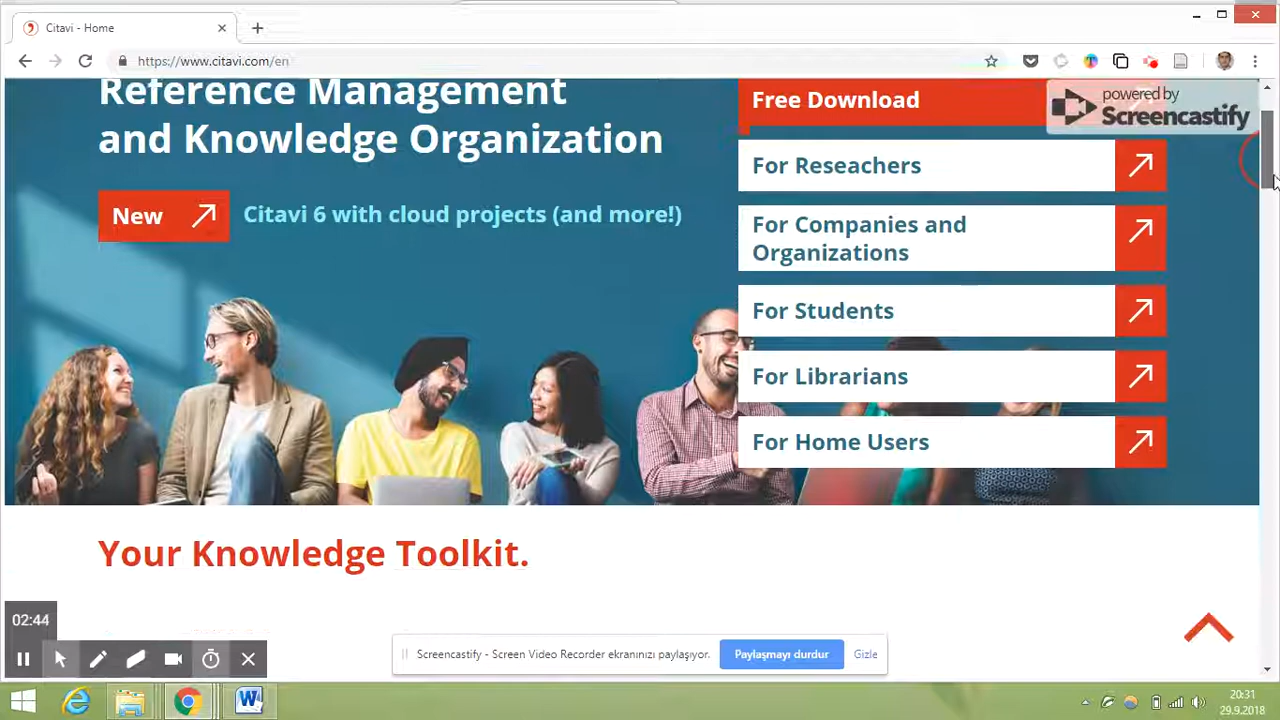 Citavi - Home
https://www.citavi.com/en
Reference Management
and Knowledge Organization
New
Citavi 6 with cloud projects (and more!)
Free Download
powered by
Screencastify
For Reseachers
For Companies and
Organizations
For Students
For Librarians
For Home Users
Your Knowledge Toolkit.
02:44
Screencastify - Screen Video Recorder ekranınızı paylaşıyor.
Paylaşmayı durdur
Gizle
20:31
29.9.2018